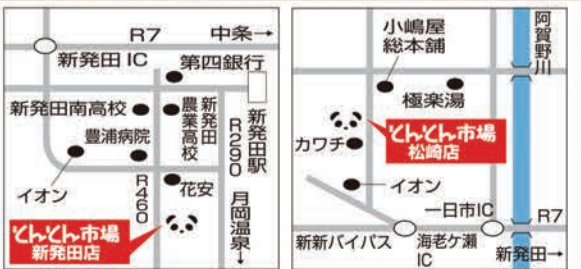 R7
中条→
新発田 IC
第四銀行
新発田南高校
新発田
農業高校
新発田駅
豊浦病院
R290
イオン
R460
花安
月岡温泉→
とんとん市場
新発田店
小嶋屋
総本舗
阿賀野川
極楽湯
とんとん市場
松崎店
カワチ
イオン
一日市IC
R7
新新バイパス
海老ケ瀬
IC
新発田→